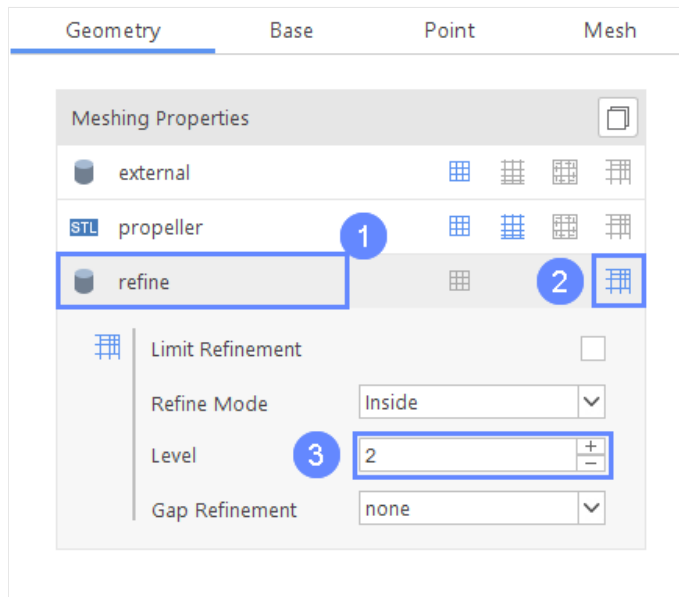 Geometry Base Point Mesh
Meshing Properties
external
STL propeller
1
refine
2
Limit Refinement
Refine Mode Inside
Level 3 2
Gap Refinement none